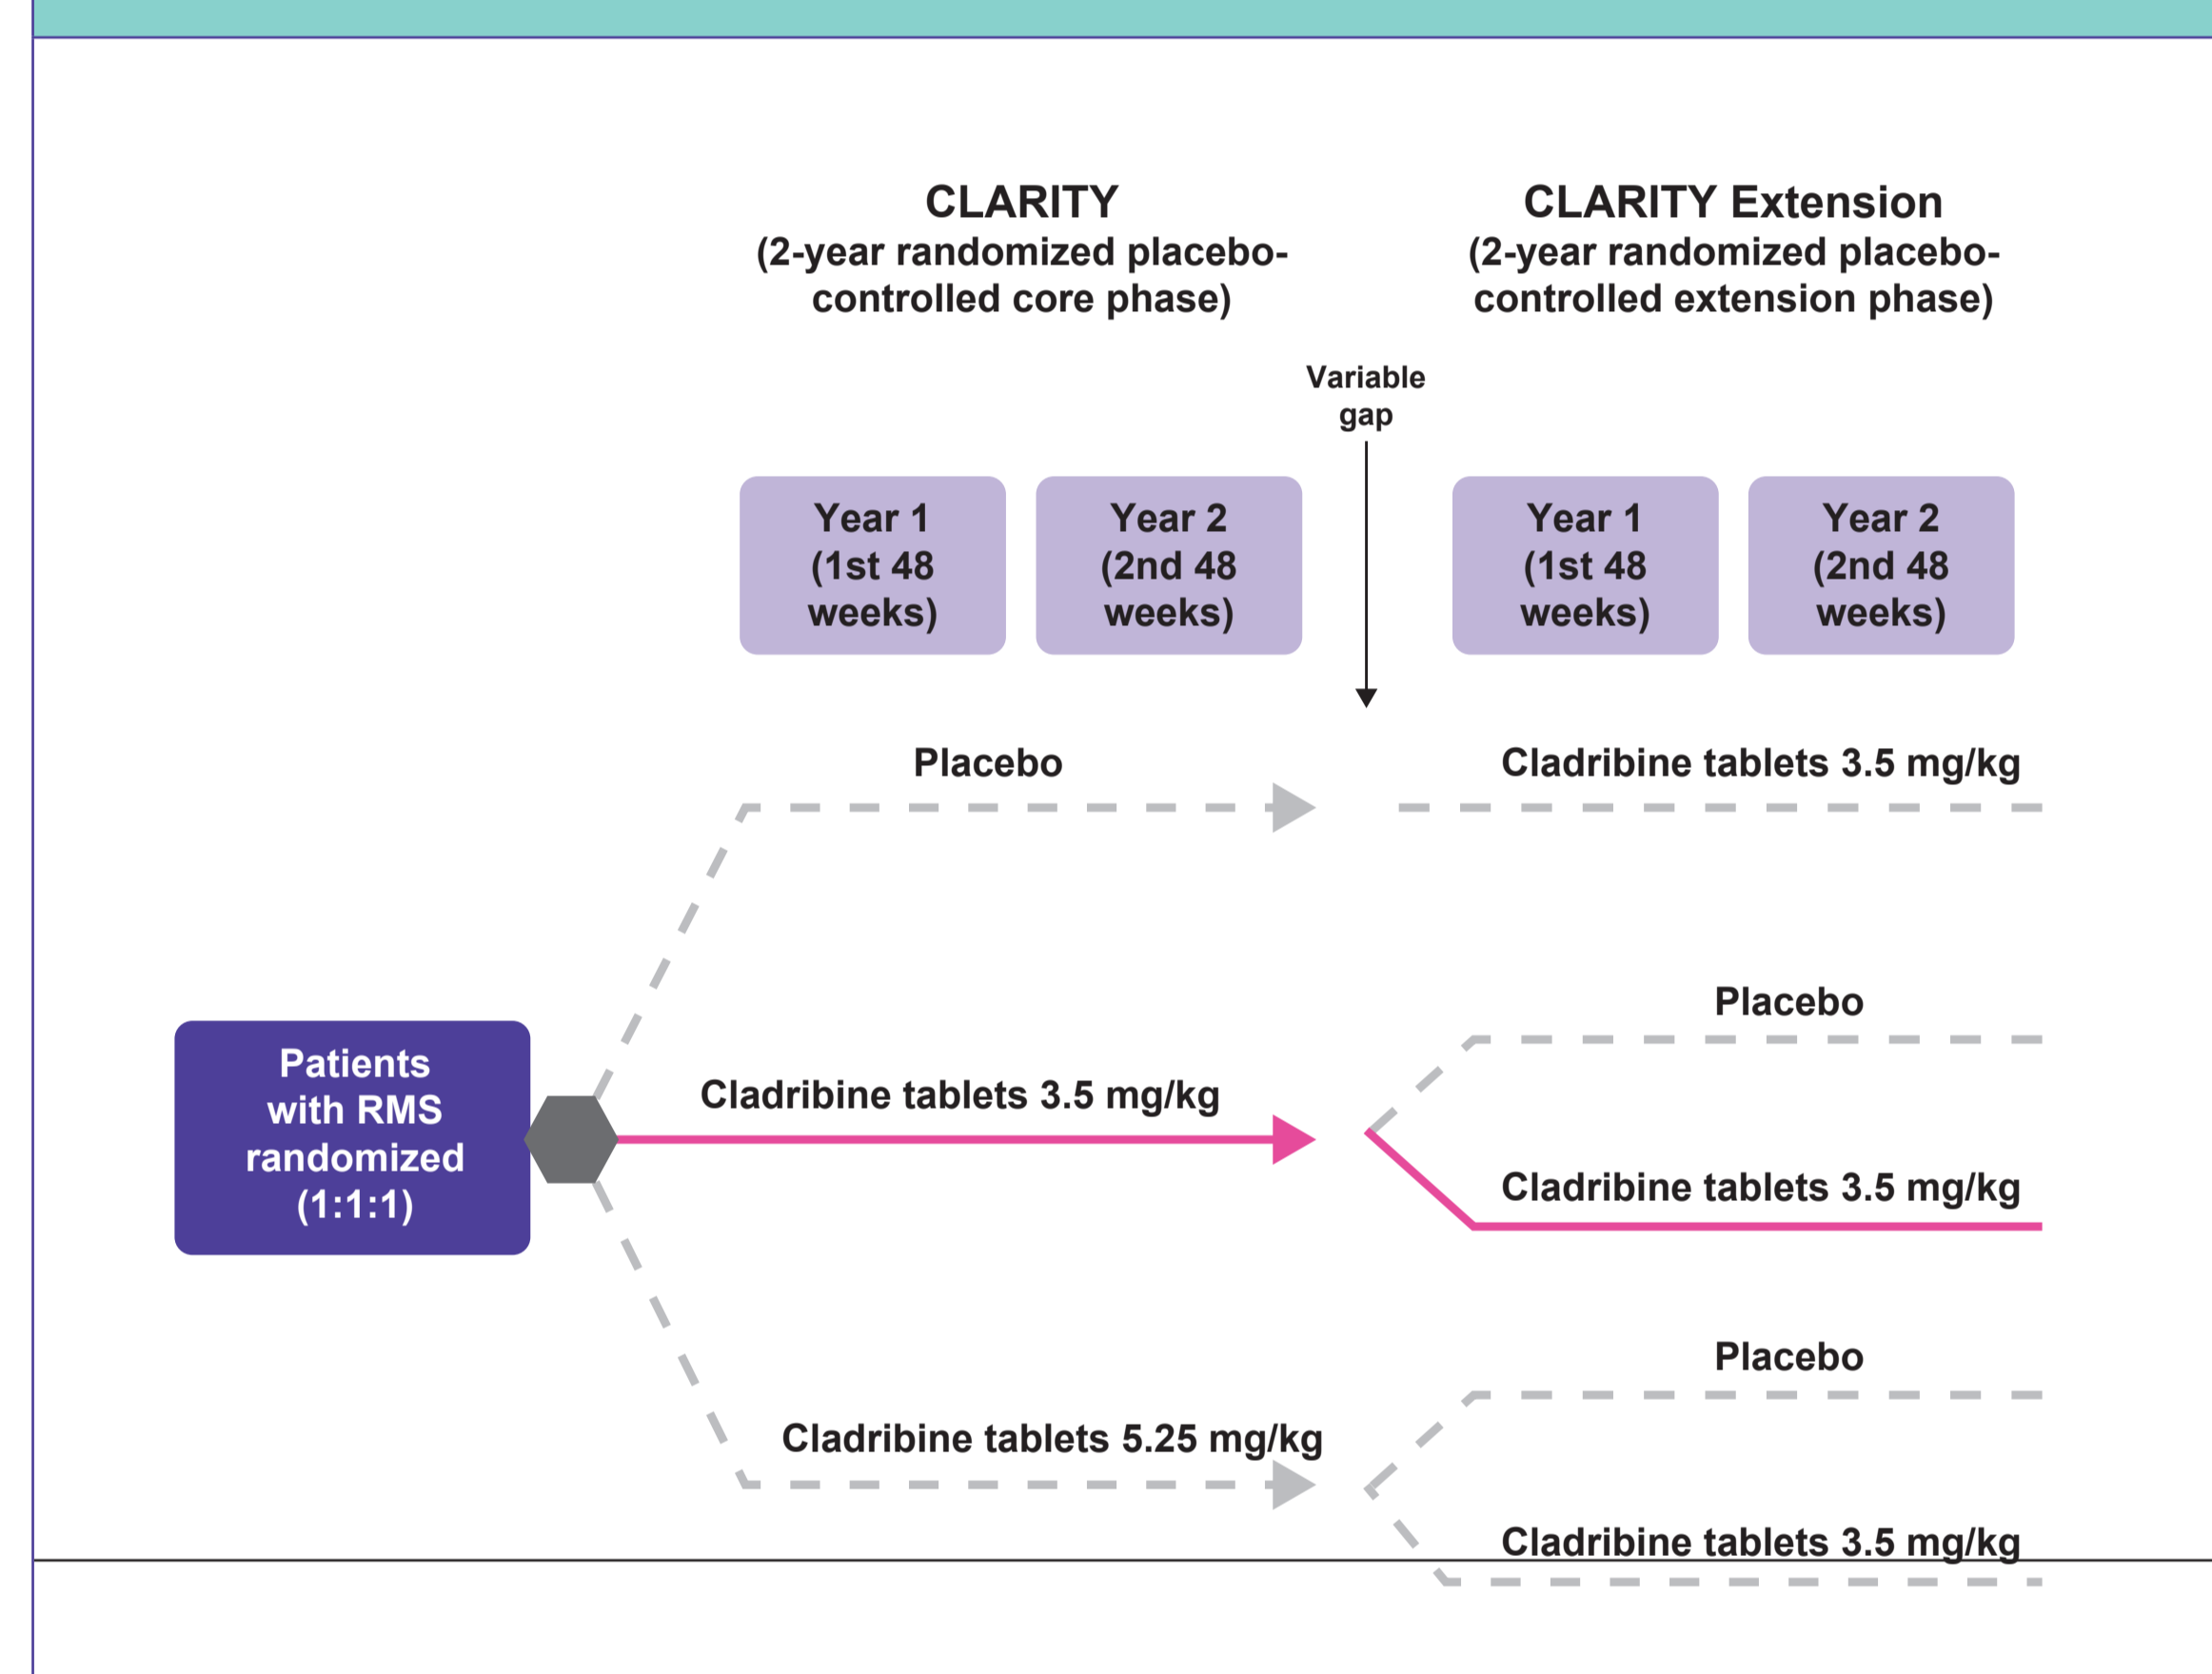 CLARITY
(2-year randomized placebo-
controlled core phase)
CLARITY Extension
(2-year randomized placebo-
controlled extension phase)
Variable
gap
Year 1
(1st 48
weeks)
Year 2
(2nd 48
weeks)
Year 1
(1st 48
weeks)
Year 2
(2nd 48
weeks)
Placebo
Cladribine tablets 3.5 mg/kg
Patients
with RMS
randomized
(1:1:1)
Cladribine tablets 3.5 mg/kg
Placebo
Cladribine tablets 3.5 mg/kg
Cladribine tablets 5.25 mg/kg
Placebo
Cladribine tablets 3.5 mg/kg